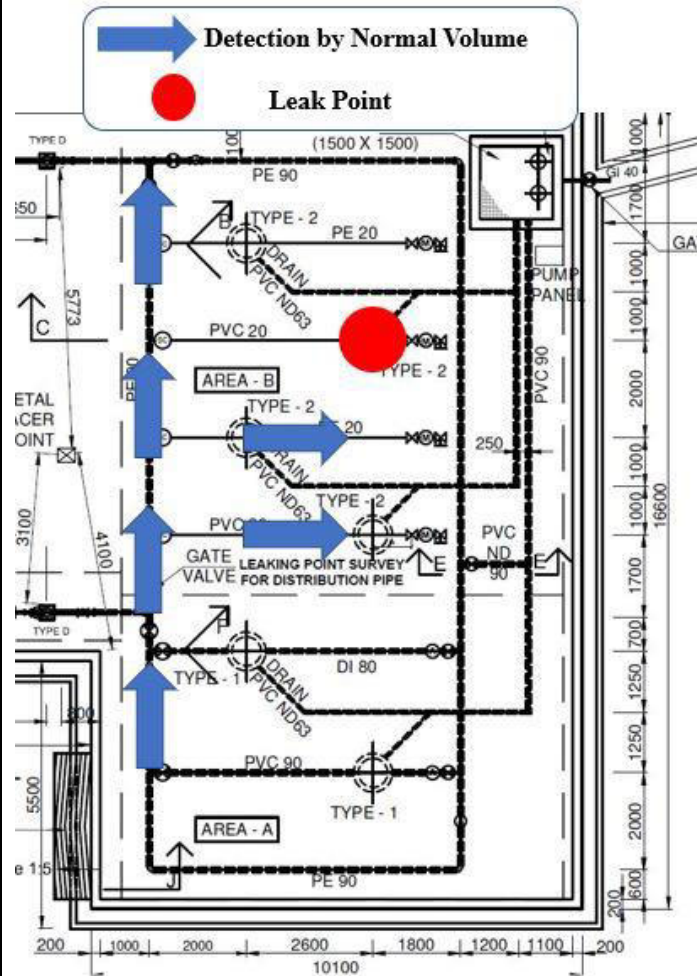 Detection by Normal Volume
Leak Point
TYPE D
100
(1500 X 1500)
PE 90
GI 40
1000
1700
TYPE - 2
B
PE 20
DRAIN
PVC ND63
PUMP
PANEL
GA
1000
C
5773
PVC 20
TYPE - 2
PVC 90
1000
AREA - B
TYPE - 2
2000
ETAL
ACER
OINT
20
DRAIN
PVC ND63
250
1000
TYPE - 2
3100
4100
PVC
1000
16600
GATE
VALVE
LEAKING POINT SURVEY
FOR DISTRIBUTION PIPE
E
PVC
ND
90
E
1700
TYPE D
F
700
TYPE - 1
DRAIN
PVC ND63
DI 80
1250
1250
PVC 90
5500
TYPE - 1
AREA - A
2000
e 1:5
J
PE 90
600
200
200
1000
2000
2600
1800
1200
1100
200
10100